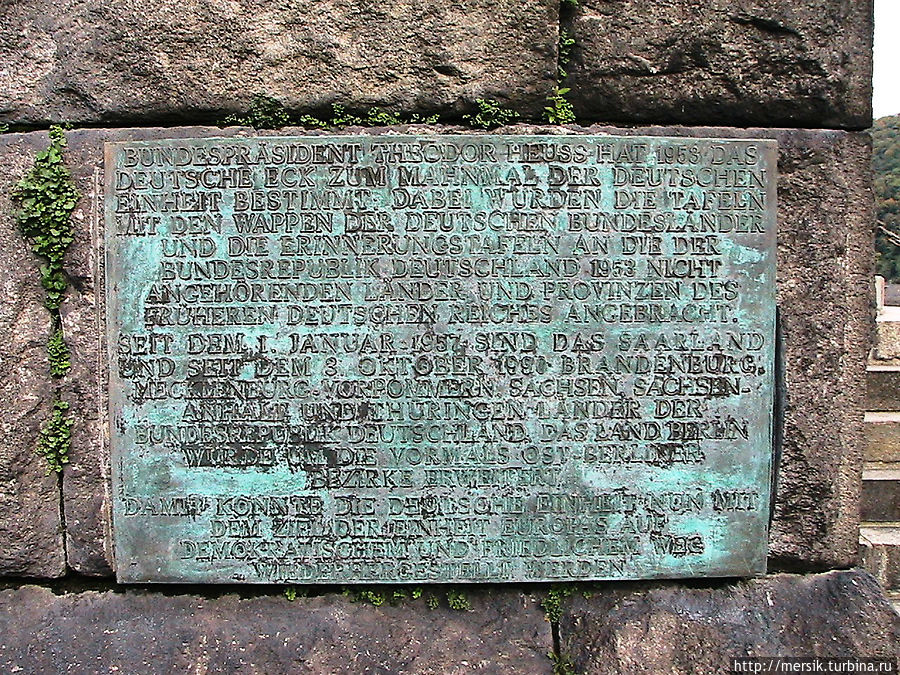 BUNDESPRÄSIDENT THEODOR HEUSS HAT 1953 DAS
DEUTSCHE ECK ZUM MAHNMAL DER DEUTSCHEN
EINHEIT BESTIMMT. DABEI WURDEN DIE TAFELN
MIT DEN WAPPEN DER DEUTSCHEN BUNDESLÄNDER
UND DIE ERINNERUNGSTAFELN AN DIE DER
BUNDESREPUBLIK DEUTSCHLAND 1953 NICHT
ANGEHÖRENDEN LÄNDER UND PROVINZEN DES
FRÜHEREN DEUTSCHEN REICHES ANGEBRACHT.
SEIT DEM 1. JANUAR 1957 SIND DAS SAARLAND
UND SEIT DEM 3. OKTOBER 1990 BRANDENBURG,
MECKLENBURG-VORPOMMERN, SACHSEN, SACHSEN-
ANHALT UND THÜRINGEN LÄNDER DER
BUNDESREPUBLIK DEUTSCHLAND. DAS LAND BERLIN
WURDE UM DIE VORMALS OST-BERLINER
BEZIRKE ERWEITERT.
DAMIT KONNTE DIE DEUTSCHE EINHEIT NUN MIT
DEM ZIEL DER EINHEIT EUROPAS AUF
DEMOKRATISCHEM UND FRIEDLICHEM WEG
WIEDERHERGESTELLT WERDEN.
http://mersik.turbina.ru